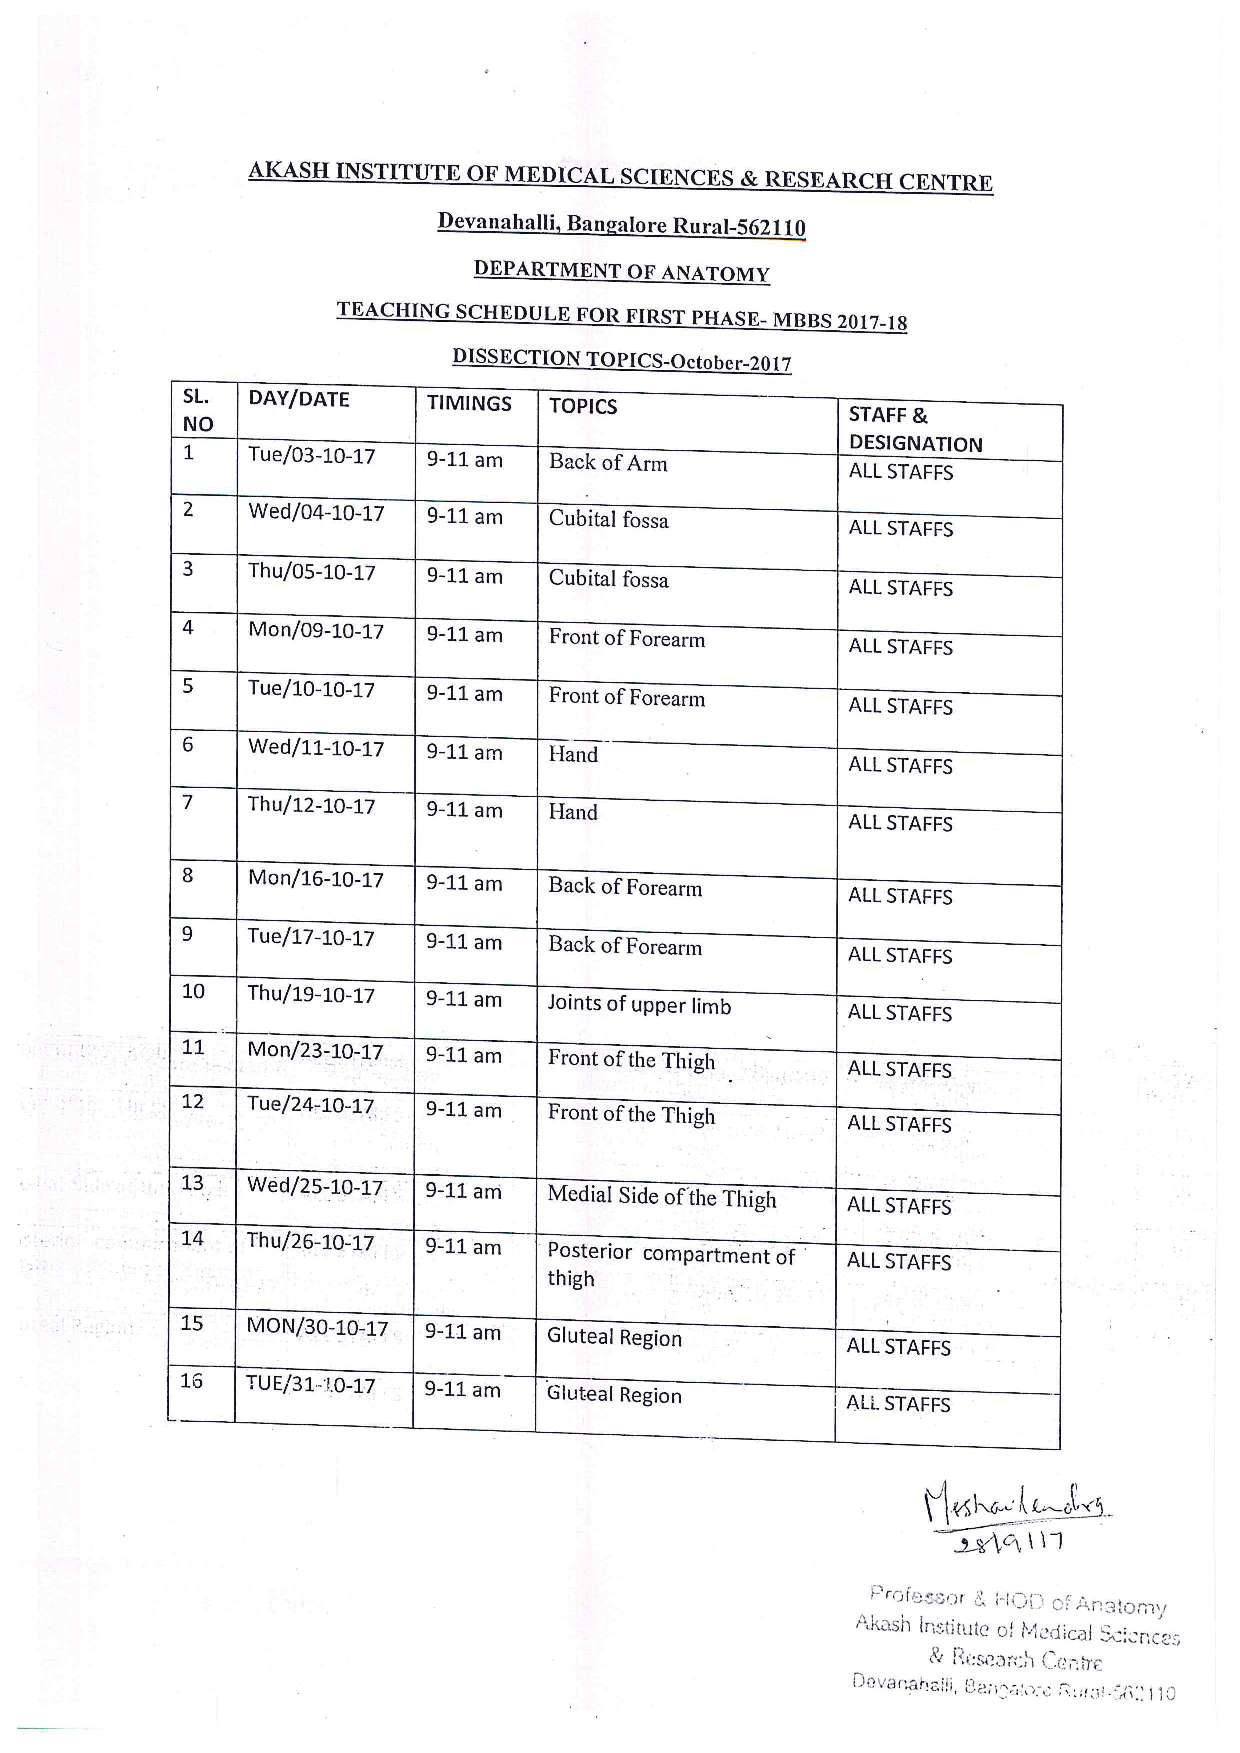 AKASH INSTITUTE OF MEDICAL SCIENCES & RESEARCH CENTRE
Devanahalli, Bangalore Rural-562110
DEPARTMENT OF ANATOMY
TEACHING SCHEDULE FOR FIRST PHASE- MBBS 2017-18
DISSECTION TOPICS-October-2017
SL. NO DAY/DATE TIMINGS TOPICS STAFF & DESIGNATION
1 Tue/03-10-17 9-11 am Back of Arm ALL STAFFS
2 Wed/04-10-17 9-11 am Cubital fossa ALL STAFFS
3 Thu/05-10-17 9-11 am Cubital fossa ALL STAFFS
4 Mon/09-10-17 9-11 am Front of Forearm ALL STAFFS
5 Tue/10-10-17 9-11 am Front of Forearm ALL STAFFS
6 Wed/11-10-17 9-11 am Hand ALL STAFFS
7 Thu/12-10-17 9-11 am Hand ALL STAFFS
8 Mon/16-10-17 9-11 am Back of Forearm ALL STAFFS
9 Tue/17-10-17 9-11 am Back of Forearm ALL STAFFS
10 Thu/19-10-17 9-11 am Joints of upper limb ALL STAFFS
11 Mon/23-10-17 9-11 am Front of the Thigh ALL STAFFS
12 Tue/24-10-17 9-11 am Front of the Thigh ALL STAFFS
13 Wed/25-10-17 9-11 am Medial Side of the Thigh ALL STAFFS
14 Thu/26-10-17 9-11 am Posterior compartment of thigh ALL STAFFS
15 MON/30-10-17 9-11 am Gluteal Region ALL STAFFS
16 TUE/31-10-17 9-11 am Gluteal Region ALL STAFFS
28/9/17
Professor & HOD of Anatomy
Akash Institute of Medical Sciences
& Research Centre
Devanahalli, Bangalore Rural-562110